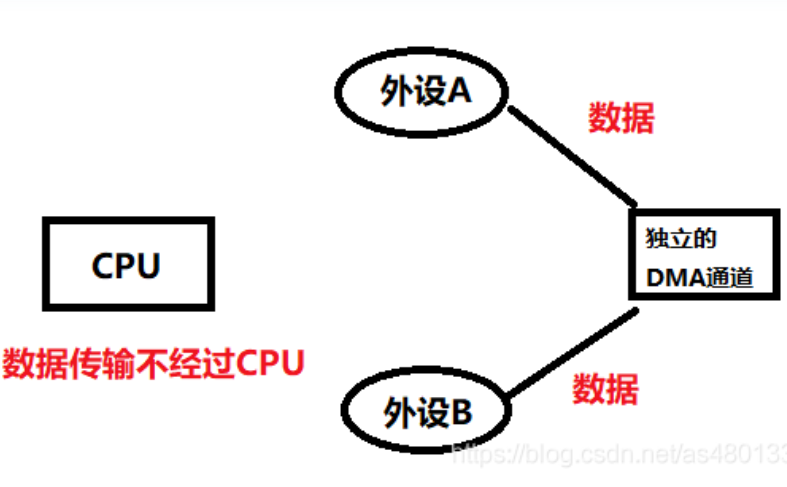 外设A
数据
独立的
DMA通道
CPU
数据传输不经过CPU
数据
外设B
https://blog.csdn.net/as480133